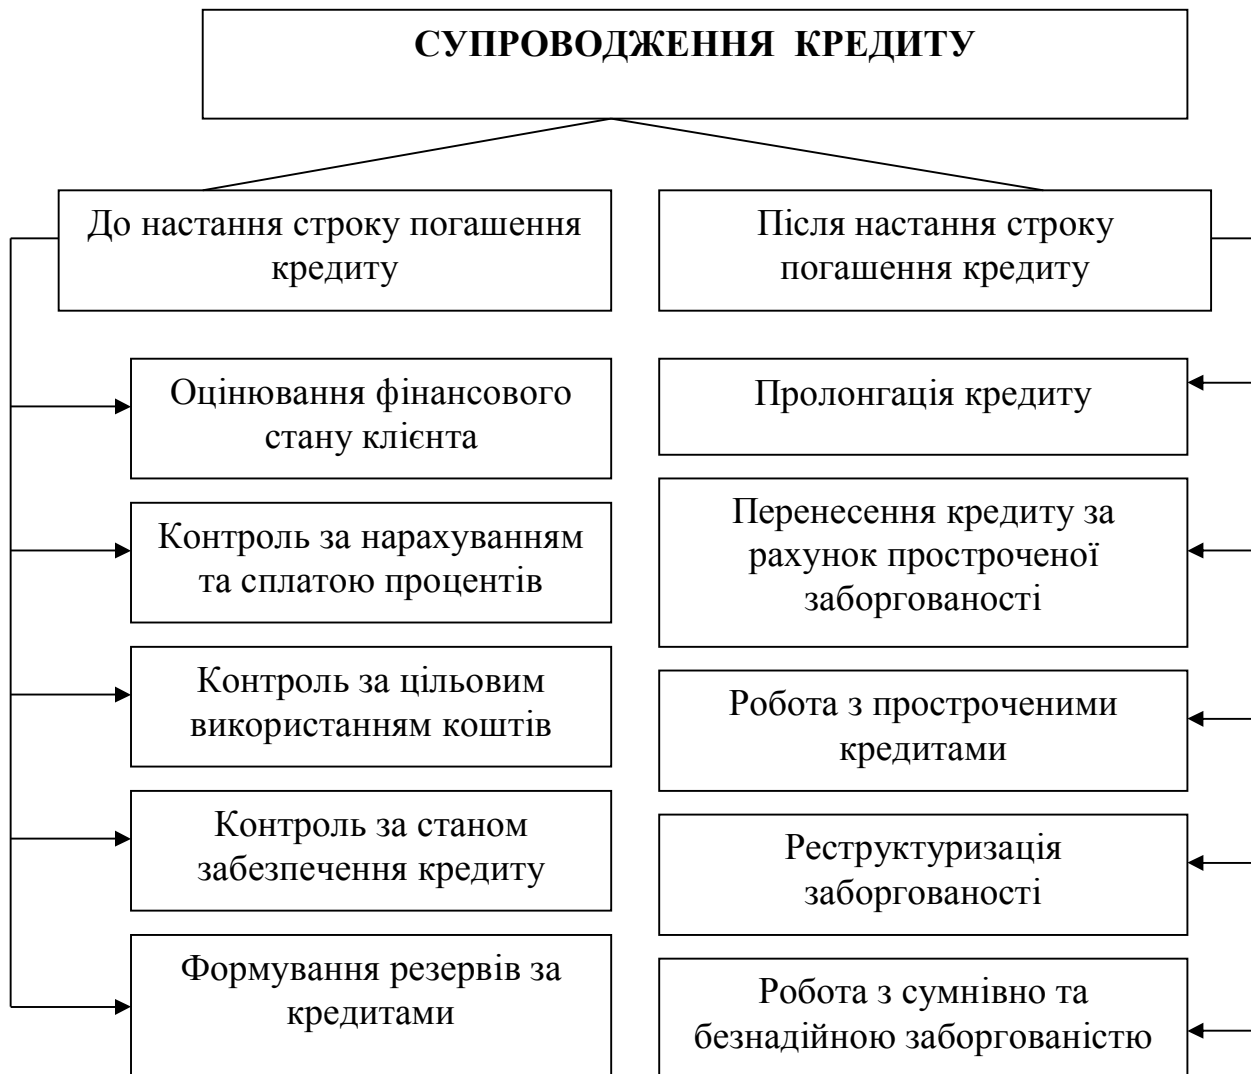 СУПРОВОДЖЕННЯ КРЕДИТУ
До настання строку погашення
кредиту
Після настання строку
погашення кредиту
Оцінювання фінансового
стану клієнта
Контроль за нарахуванням
та сплатою процентів
Контроль за цільовим
використанням коштів
Контроль за станом
забезпечення кредиту
Формування резервів за
кредитами
Пролонгація кредиту
Перенесення кредиту за
рахунок простроченої
заборгованості
Робота з простроченими
кредитами
Реструктуризація
заборгованості
Робота з сумнівно та
безнадійною заборгованістю